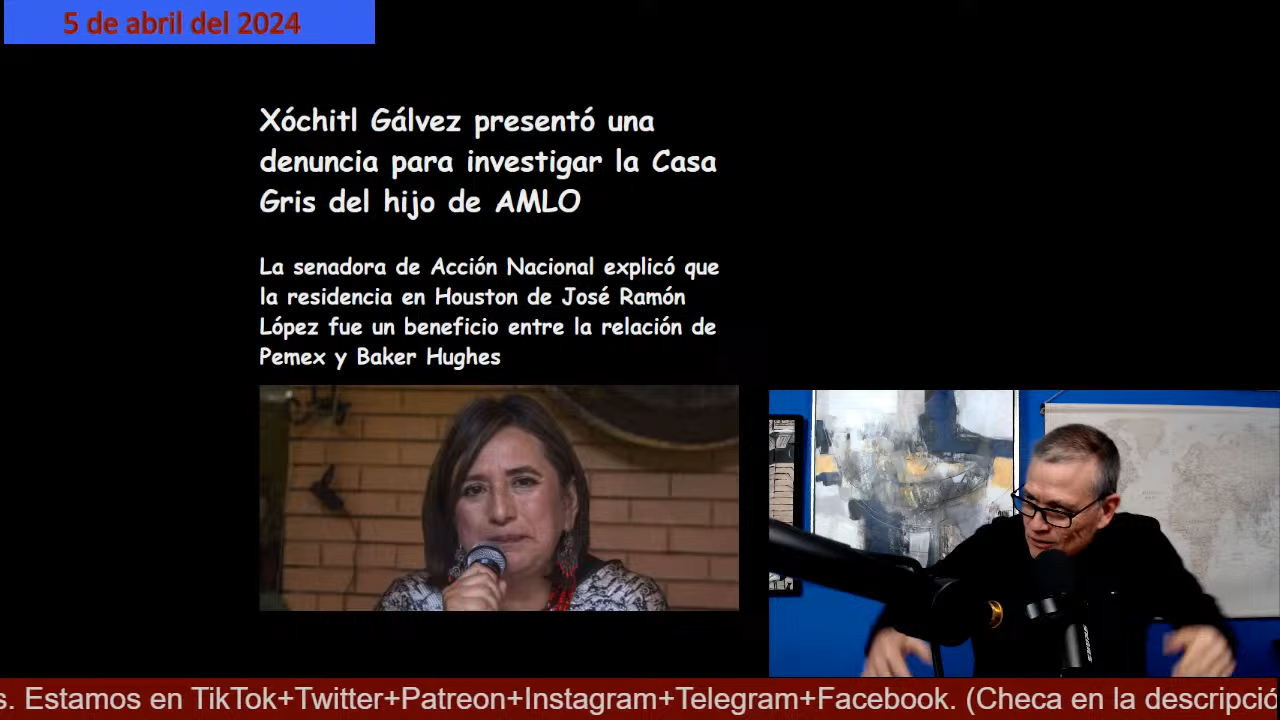 5 de abril del 2024
Xóchitl Gálvez presentó una
denuncia para investigar la Casa
Gris del hijo de AMLO
La senadora de Acción Nacional explicó que
la residencia en Houston de José Ramón
López fue un beneficio entre la relación de
Pemex y Baker Hughes
s. Estamos en TikTok+Twitter+Patreon+Instagram+Telegram+Facebook. (Checa en la descripció